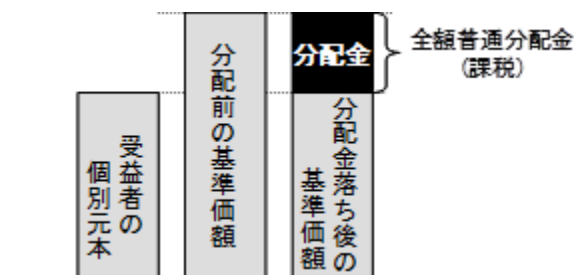 受益者の
個別元本
分配前の基準価額
分配金
分配金落ち後の
基準価額
全額普通分配金
(課税)